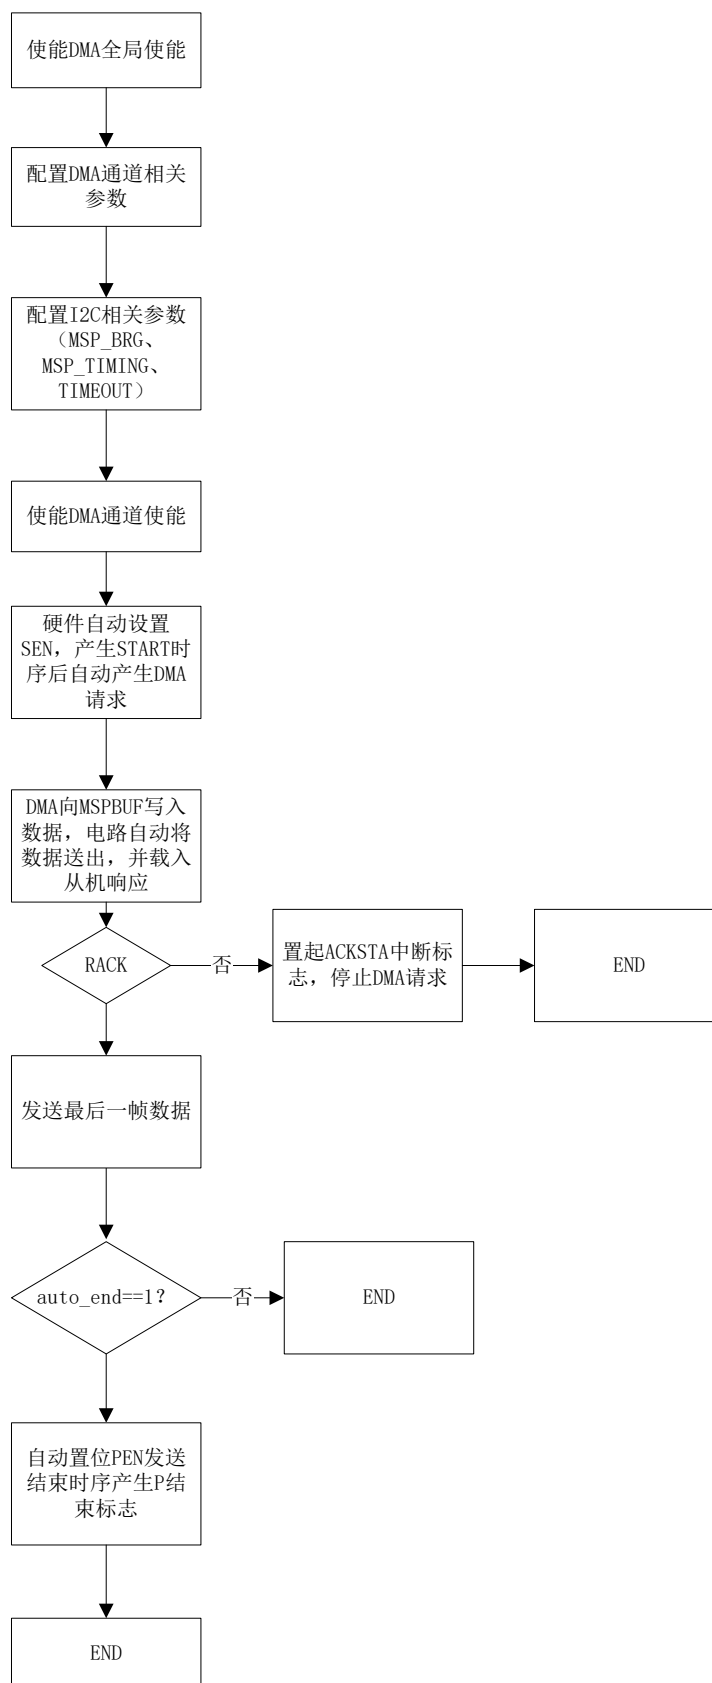 使能DMA全局使能
配置DMA通道相关
参数
配置I2C相关参数
（MSP_BRG、
MSP_TIMING、
TIMEOUT）
使能DMA通道使能
硬件自动设置
SEN，产生START时
序后自动产生DMA
请求
DMA向MSPBUF写入
数据，电路自动将
数据送出，并载入
从机响应
RACK
否
置起ACKSTA中断标
志，停止DMA请求
END
发送最后一帧数据
auto_end==1？
否
END
自动置位PEN发送
结束时序产生P结
束标志
END